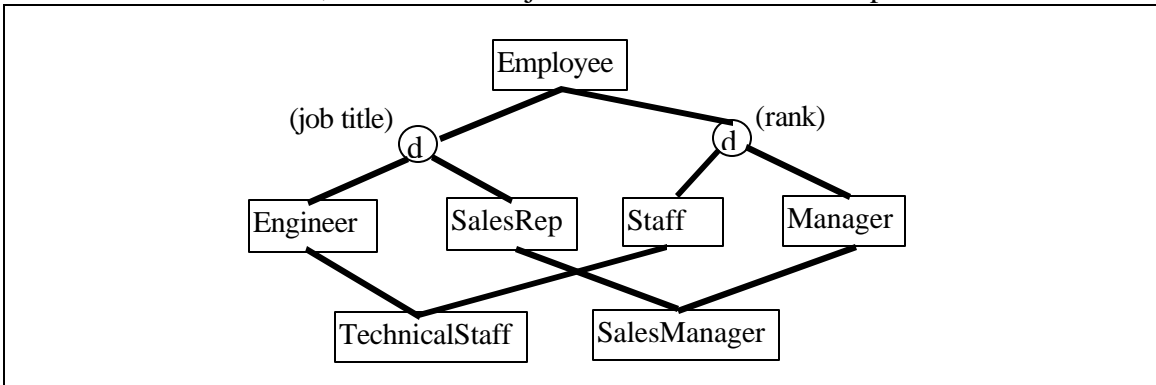 Employee
(job title)
(rank)
d
d
Engineer
SalesRep
Staff
Manager
TechnicalStaff
SalesManager